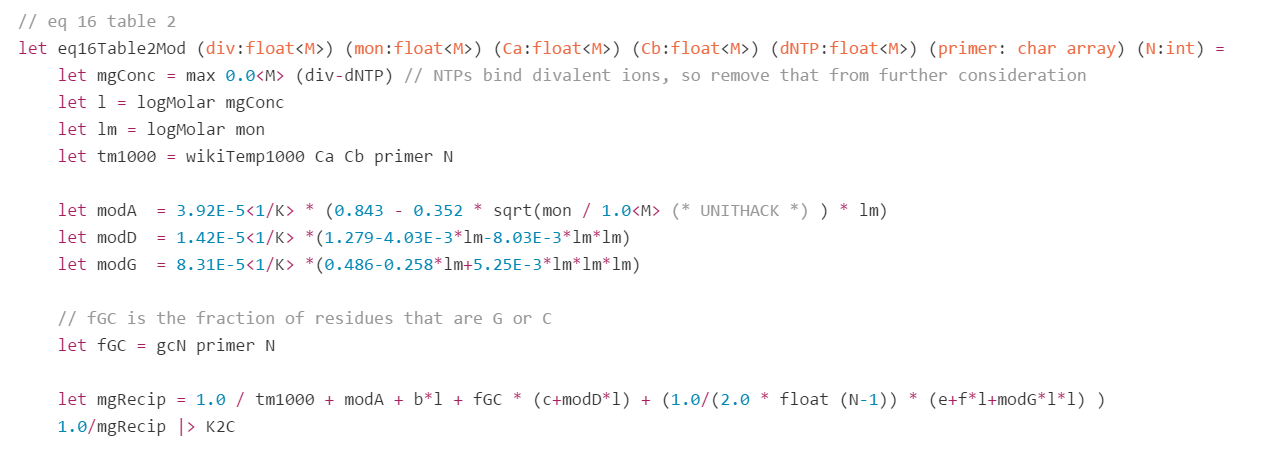 // eq 16 table 2
let eq16Table2Mod (div:float<M>) (mon:float<M>) (Ca:float<M>) (Cb:float<M>) (dNTP:float<M>) (primer: char array) (N:int) =
    let mgConc = max 0.0<M> (div-dNTP) // NTPs bind divalent ions, so remove that from further consideration
    let l = logMolar mgConc
    let lm = logMolar mon
    let tm1000 = wikiTemp1000 Ca Cb primer N

    let modA  = 3.92E-5<1/K> * (0.843 - 0.352 * sqrt(mon / 1.0<M> (* UNITHACK *) ) * lm)
    let modD  = 1.42E-5<1/K> *(1.279-4.03E-3*lm-8.03E-3*lm*lm)
    let modG  = 8.31E-5<1/K> *(0.486-0.258*lm+5.25E-3*lm*lm*lm)

    // fGC is the fraction of residues that are G or C
    let fGC = gcN primer N

    let mgRecip = 1.0 / tm1000 + modA + b*l + fGC * (c+modD*l) + (1.0/(2.0 * float (N-1)) * (e+f*l+modG*l*l) )
    1.0/mgRecip |> K2C